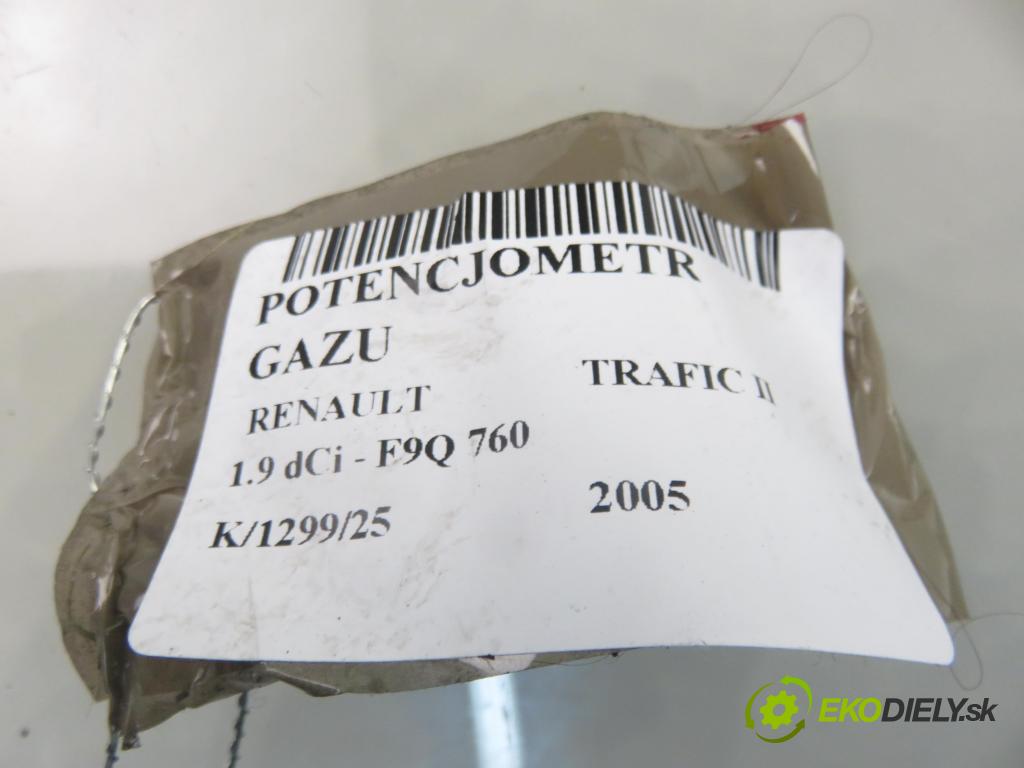 POTENCJOMETR
GAZU
RENAULT TRAFIC II
1.9 dCi - F9Q 760
K/1299/25 2005
EKODIELY.sk